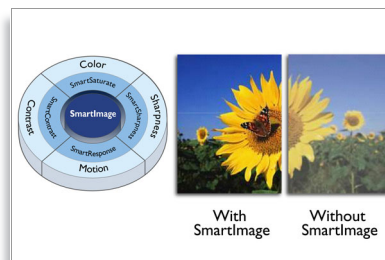 Color
SmartSaturate
Contrast
SmartContrast
SmartImage
SmartSharpness
Sharpness
SmartResponse
Motion
With
SmartImage
Without
SmartImage